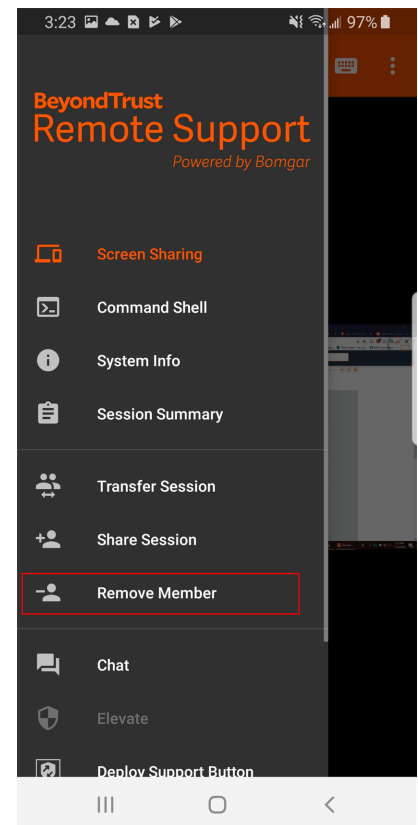 3:23
97%
BeyondTrust
Remote Support
Powered by Bomgar
Screen Sharing
Command Shell
System Info
Session Summary
Transfer Session
Share Session
Remove Member
Chat
Elevate
Deploy Support Button